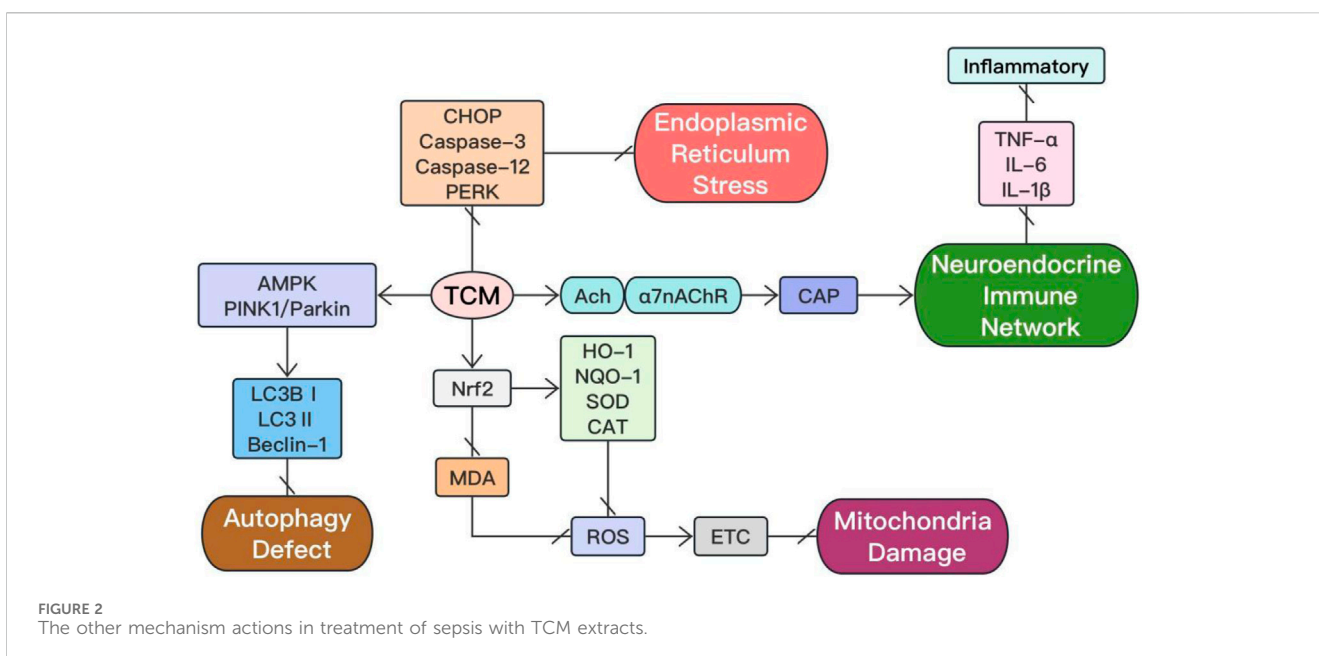 Inflammatory
CHOP
Caspase-3
Caspase-12
PERK
Endoplasmic
Reticulum
Stress
TNF-α
IL-6
IL-1β
AMPK
PINK1/Parkin
TCM
Ach
α7nAChR
CAP
Neuroendocrine
Immune
Network
LC3B I
LC3 II
Beclin-1
Nrf2
HO-1
NQO-1
SOD
CAT
MDA
Autophagy
Defect
ROS
ETC
Mitochondria
Damage
FIGURE 2
The other mechanism actions in treatment of sepsis with TCM extracts.